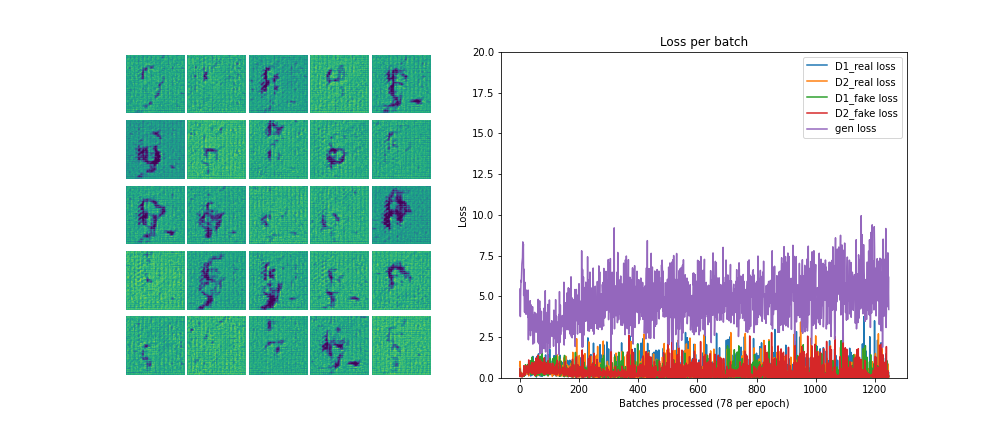 Loss per batch
20.0
17.5
15.0
12.5
10.0
7.5
5.0
2.5
0.0
Loss
D1_real loss
D2_real loss
D1_fake loss
D2_fake loss
gen loss
0
200
400
600
800
1000
1200
Batches processed (78 per epoch)